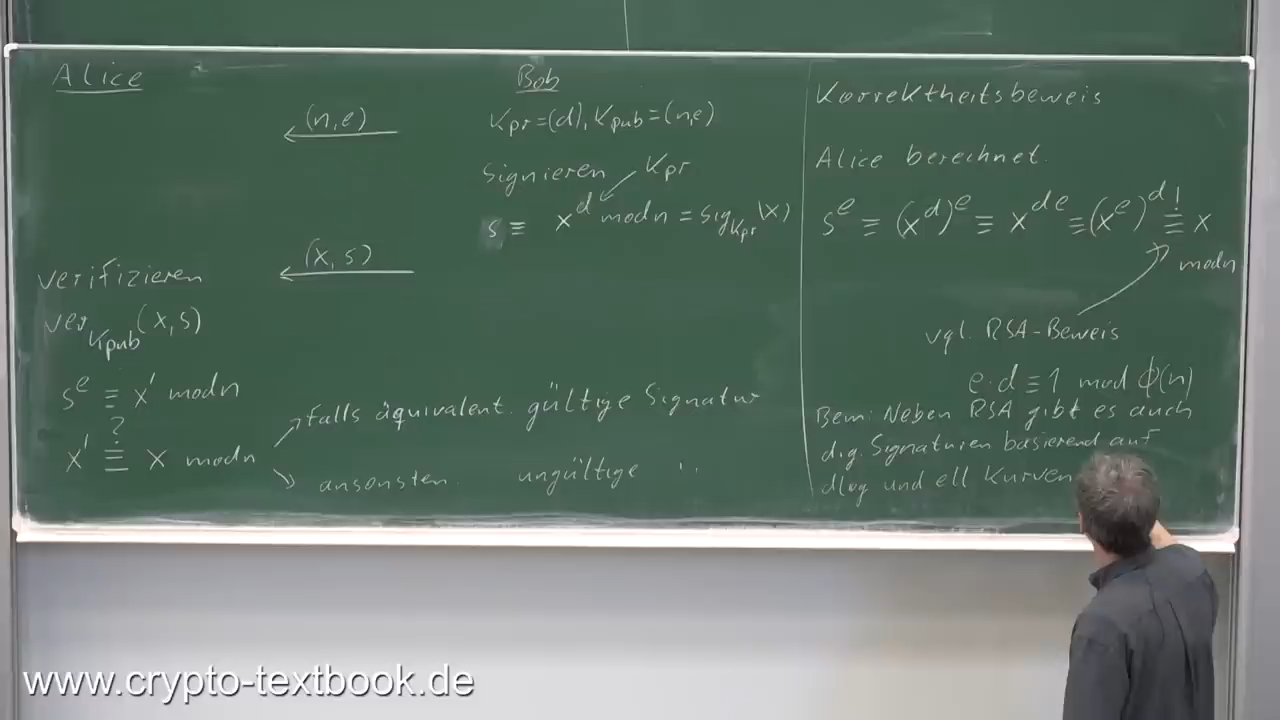 Alice
Bob
(n,e)
Kpr=(d), Kpub=(n,e)
Signieren Kpr
s ≡ x^d mod n = sig_Kpr(x)
(x,s)
verifizieren
ver_Kpub(x,s)
s^e ≡ x' mod n
?
x' ≡ x mod n
falls äquivalent. gültige Signatur
ansonsten. ungültige ..
Korrektheitsbeweis
Alice berechnet.
!
s^e ≡ (x^d)^e ≡ x^de ≡ (x^e)^d ≡ x
mod n
vgl. RSA-Beweis
e·d ≡ 1 mod ϕ(n)
Bem: Neben RSA gibt es auch
dig. Signaturen basierend auf
dlog und ell Kurven
www.crypto-textbook.de